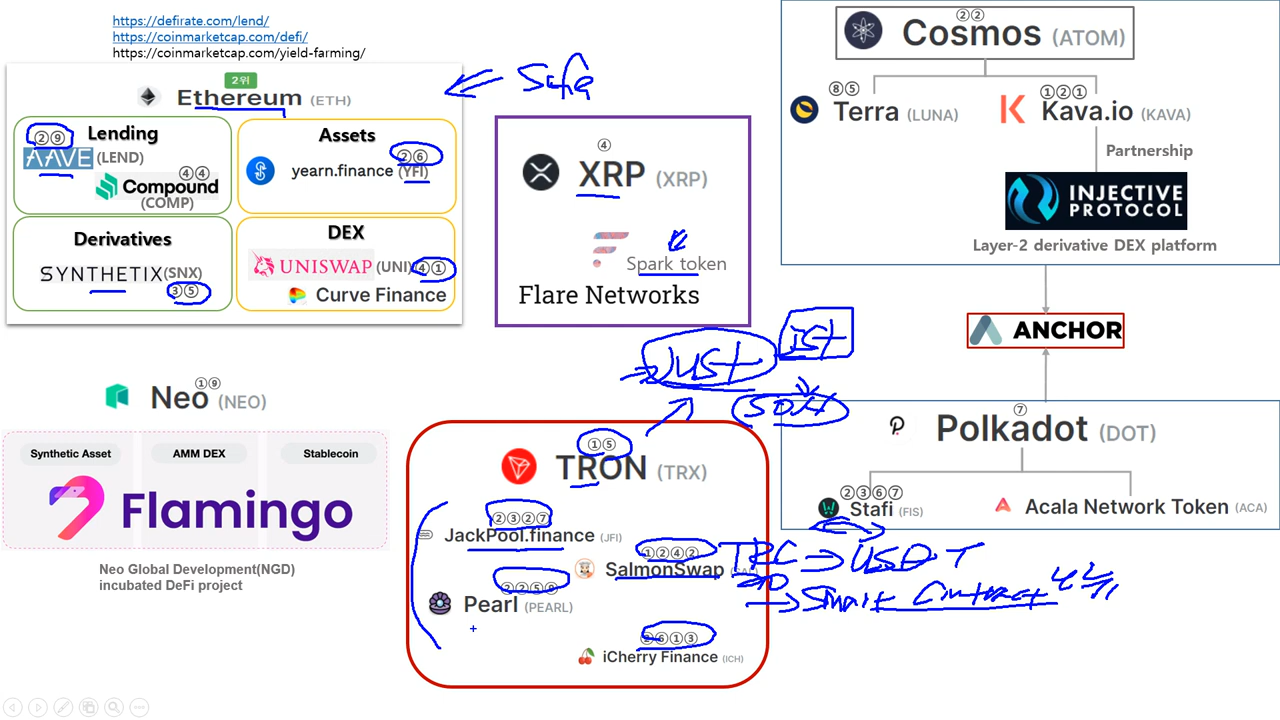 https://defirate.com/lend/
https://coinmarketcap.com/defi/
https://coinmarketcap.com/yield-farming/
2위
Ethereum (ETH)
Safe
Lending
②⑨
AAVE (LEND)
④④
Compound
(COMP)
Assets
②⑥
yearn.finance (YFI)
Derivatives
SYNTHETIX (SNX)
③⑤
DEX
UNISWAP (UNI) ④①
Curve Finance
④
XRP (XRP)
Spark token
Flare Networks
②②
Cosmos (ATOM)
⑧⑤
Terra (LUNA)
①②①
Kava.io (KAVA)
Partnership
INJECTIVE
PROTOCOL
Layer-2 derivative DEX platform
ANCHOR
⑦
Polkadot (DOT)
②③⑥⑦
Stafi (FIS)
Acala Network Token (ACA)
①⑨
Neo (NEO)
Synthetic Asset
AMM DEX
Stablecoin
Flamingo
Neo Global Development(NGD)
incubated DeFi project
Just
①⑤
TRON (TRX)
②③②⑦
JackPool.finance (JFI)
①②④②
SalmonSwap
②②⑤⑨
Pearl (PEARL)
②⑥①③
iCherry Finance (ICH)
TRC
20
USDT
Smart Contract